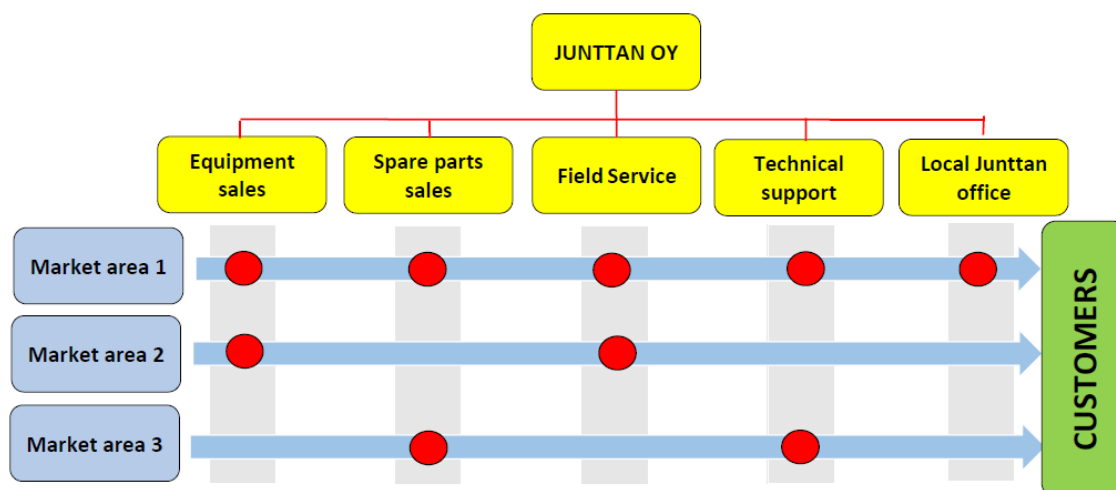 JUNTTAN OY
Equipment
sales
Spare parts
sales
Field Service
Technical
support
Local Junttan
office
Market area 1
Market area 2
Market area 3
CUSTOMERS